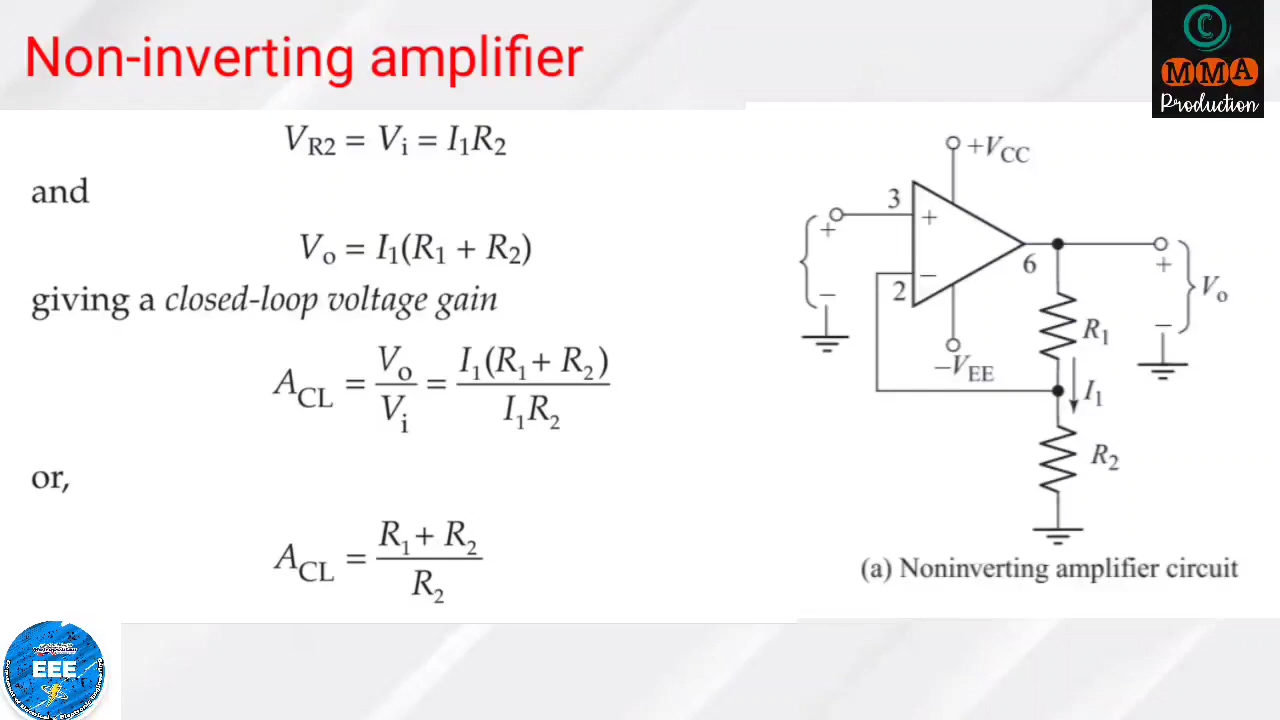 Non-inverting amplifier
C
MMA
Production
V_R2 = V_i = I_1R_2
and
V_o = I_1(R_1 + R_2)
giving a closed-loop voltage gain
A_CL = V_o/V_i = I_1(R_1 + R_2)/I_1R_2
or,
A_CL = (R_1 + R_2)/R_2
+V_CC
3
+
+
−
−
2
6
−V_EE
+
−
V_o
R_1
I_1
R_2
(a) Noninverting amplifier circuit
EEE